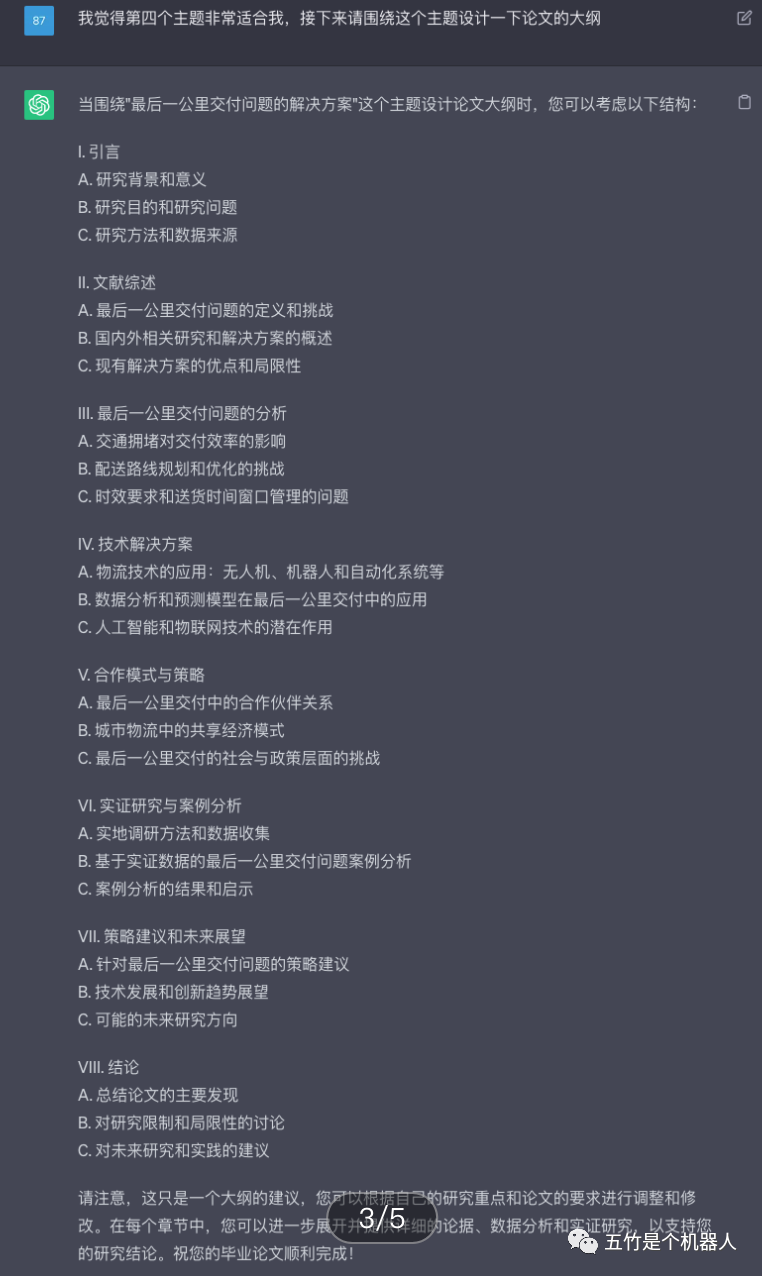 87
我觉得第四个主题非常适合我，接下来请围绕这个主题设计一下论文的大纲
当围绕"最后一公里交付问题的解决方案"这个主题设计论文大纲时，您可以考虑以下结构：
I. 引言
A. 研究背景和意义
B. 研究目的和研究问题
C. 研究方法和数据来源
II. 文献综述
A. 最后一公里交付问题的定义和挑战
B. 国内外相关研究和解决方案的概述
C. 现有解决方案的优点和局限性
III. 最后一公里交付问题的分析
A. 交通拥堵对交付效率的影响
B. 配送路线规划和优化的挑战
C. 时效要求和送货时间窗口管理的问题
IV. 技术解决方案
A. 物流技术的应用：无人机、机器人和自动化系统等
B. 数据分析和预测模型在最后一公里交付中的应用
C. 人工智能和物联网技术的潜在作用
V. 合作模式与策略
A. 最后一公里交付中的合作伙伴关系
B. 城市物流中的共享经济模式
C. 最后一公里交付的社会与政策层面的挑战
VI. 实证研究与案例分析
A. 实地调研方法和数据收集
B. 基于实证数据的最后一公里交付问题案例分析
C. 案例分析的结果和启示
VII. 策略建议和未来展望
A. 针对最后一公里交付问题的策略建议
B. 技术发展和创新趋势展望
C. 可能的未来研究方向
VIII. 结论
A. 总结论文的主要发现
B. 对研究限制和局限性的讨论
C. 对未来研究和实践的建议
请注意，这只是一个大纲的建议，您可以根据自己的研究重点和论文的要求进行调整和修
改。在每个章节中，您可以进一步展开并提供详细的论据、数据分析和实证研究，以支持您
的研究结论。祝您的毕业论文顺利完成！
3/5
五竹是个机器人